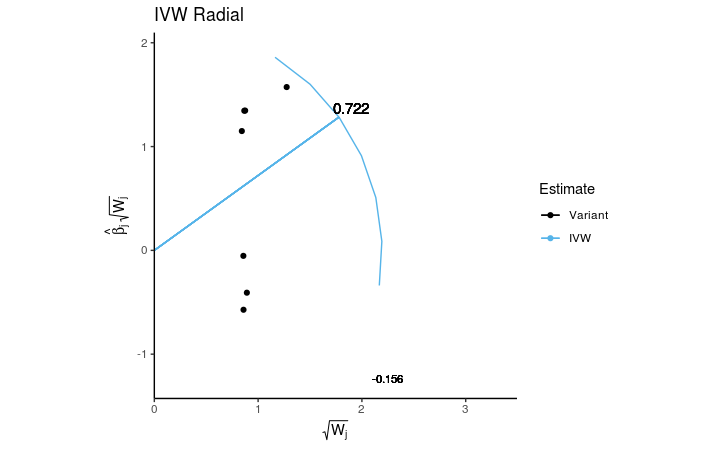 IVW Radial
2
1
0
-1
β̂ⱼ√Wⱼ
0.722
-0.156
0 1 2 3
√Wⱼ
Estimate
Variant
IVW